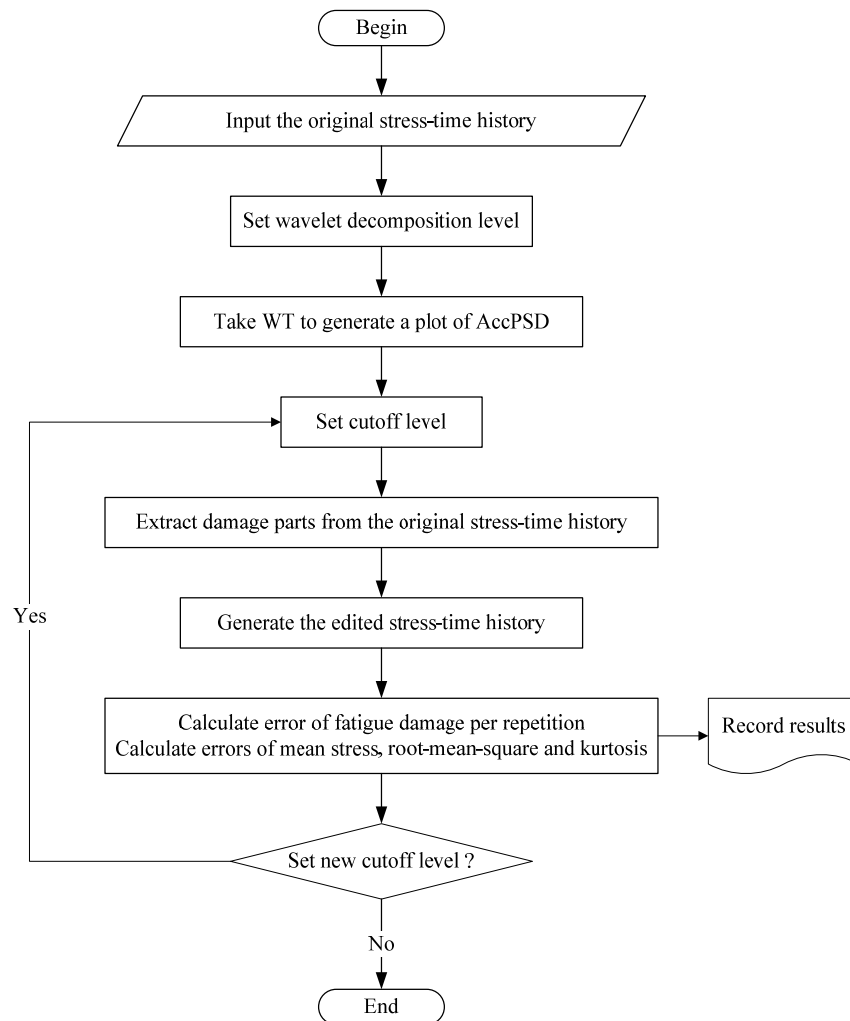 Begin
Input the original stress-time history
Set wavelet decomposition level
Take WT to generate a plot of AccPSD
Set cutoff level
Extract damage parts from the original stress-time history
Yes
Generate the edited stress-time history
Calculate error of fatigue damage per repetition
Calculate errors of mean stress, root-mean-square and kurtosis
Record results
Set new cutoff level ?
No
End